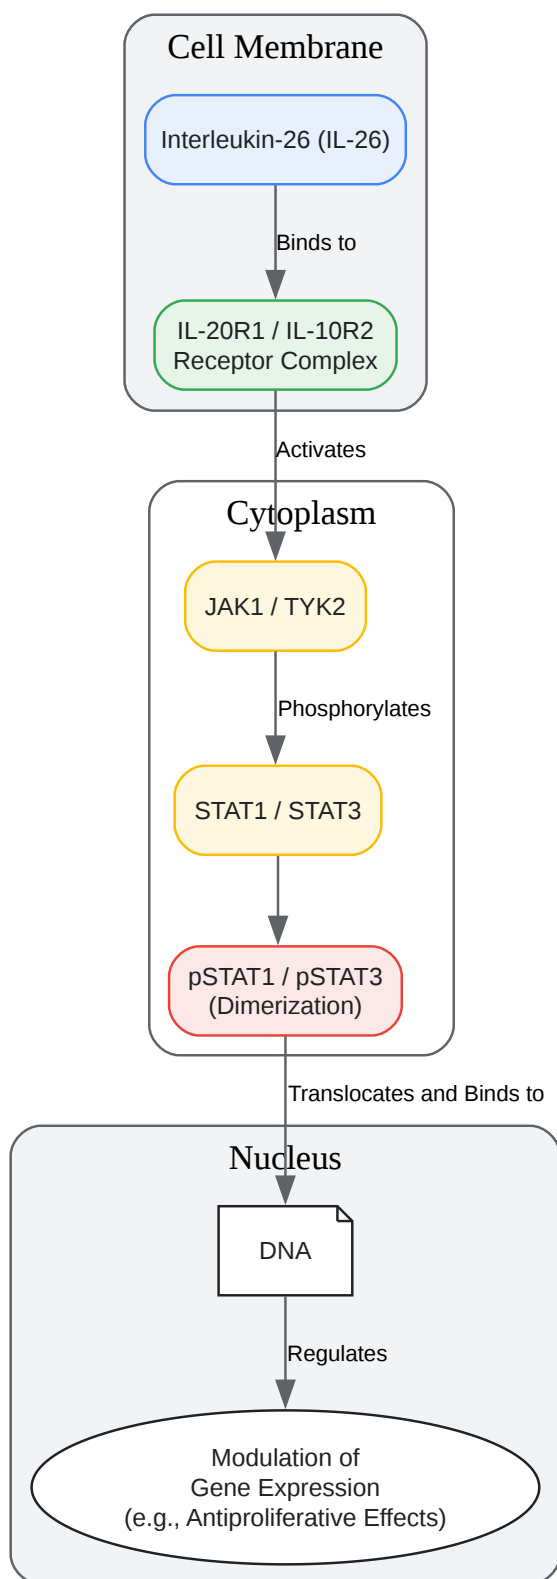 Cell Membrane
Interleukin-26 (IL-26)
Binds to
IL-20R1 / IL-10R2
Receptor Complex
Activates
Cytoplasm
JAK1 / TYK2
Phosphorylates
STAT1 / STAT3
pSTAT1 / pSTAT3
(Dimerization)
Translocates and Binds to
Nucleus
DNA
Regulates
Modulation of
Gene Expression
(e.g., Antiproliferative Effects)